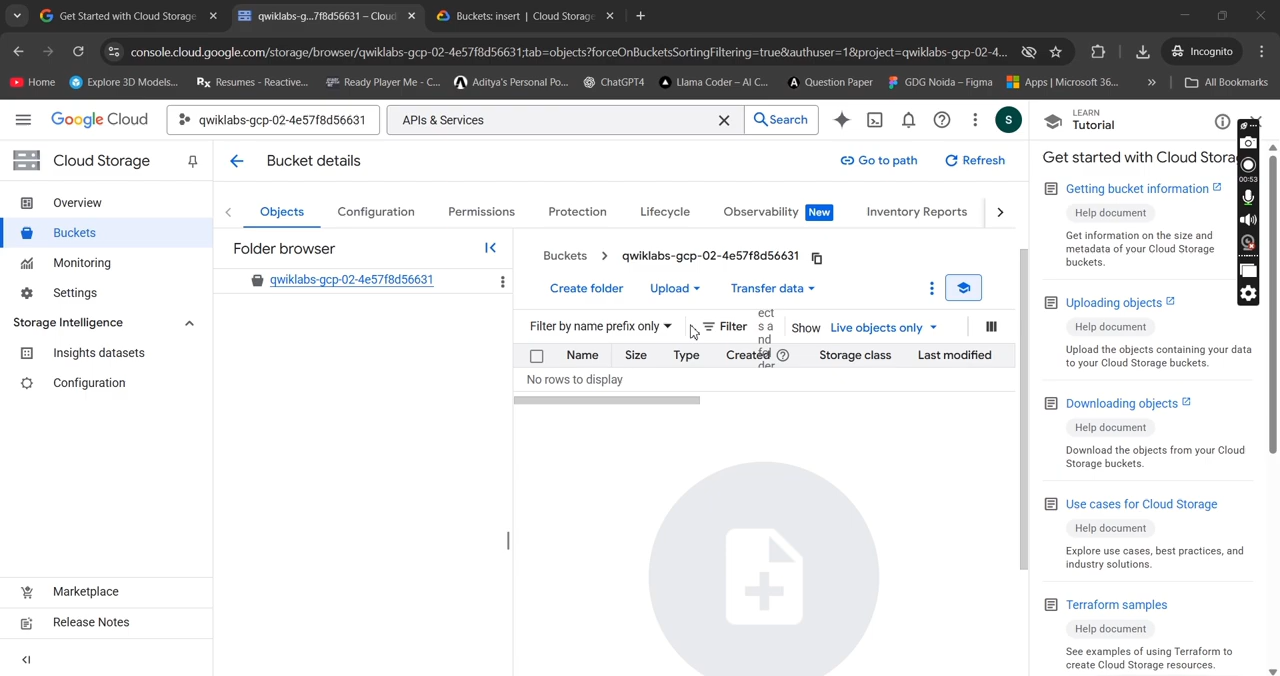 Get Started with Cloud Storage
qwiklabs-g...7f8d56631 – Cloud
Buckets: insert | Cloud Storage
console.cloud.google.com/storage/browser/qwiklabs-gcp-02-4e57f8d56631;tab=objects?forceOnBucketsSortingFiltering=true&authuser=1&project=qwiklabs-gcp-02-4...
Incognito
Home
Explore 3D Models...
Rx Resumes - Reactive...
Ready Player Me - C...
Aditya's Personal Po...
ChatGPT4
Llama Coder – AI C...
Question Paper
GDG Noida – Figma
Apps | Microsoft 36...
All Bookmarks
Google Cloud
qwiklabs-gcp-02-4e57f8d56631
APIs & Services
Search
S
LEARN
Tutorial
Cloud Storage
Overview
Buckets
Monitoring
Settings
Storage Intelligence
Insights datasets
Configuration
Marketplace
Release Notes
Bucket details
Go to path
Refresh
Objects
Configuration
Permissions
Protection
Lifecycle
Observability New
Inventory Reports
Folder browser
qwiklabs-gcp-02-4e57f8d56631
Buckets > qwiklabs-gcp-02-4e57f8d56631
Create folder
Upload
Transfer data
Filter by name prefix only
Filter
ect
s a
nd
fol
der
Show
Live objects only
Name
Size
Type
Created
Storage class
Last modified
No rows to display
Get started with Cloud Stora
00:53
Getting bucket information
Help document
Get information on the size and
metadata of your Cloud Storage
buckets.
Uploading objects
Help document
Upload the objects containing your data
to your Cloud Storage buckets.
Downloading objects
Help document
Download the objects from your Cloud
Storage buckets.
Use cases for Cloud Storage
Help document
Explore use cases, best practices, and
industry solutions.
Terraform samples
Help document
See examples of using Terraform to
create Cloud Storage resources.